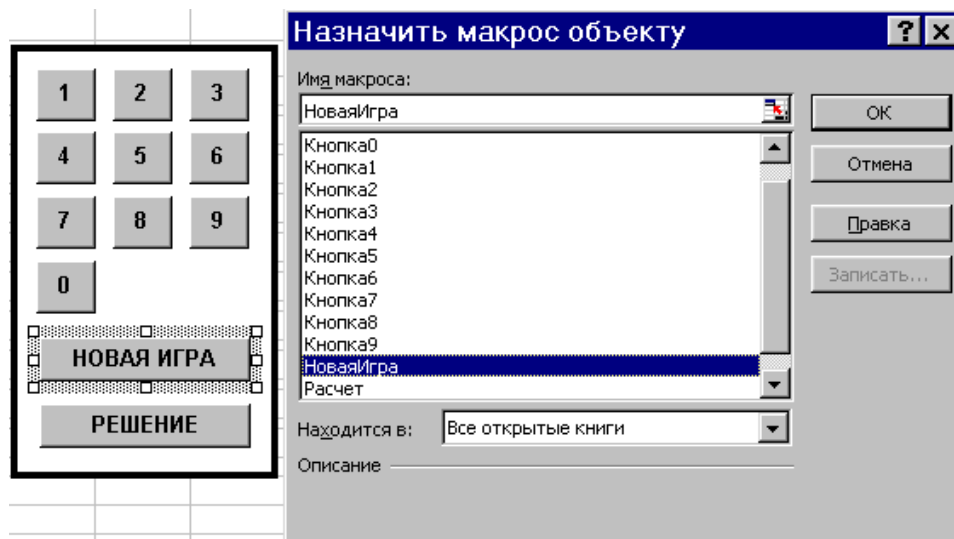 1 2 3
4 5 6
7 8 9
0
НОВАЯ ИГРА
РЕШЕНИЕ
Назначить макрос объекту
Имя макроса:
НоваяИгра
Кнопка0
Кнопка1
Кнопка2
Кнопка3
Кнопка4
Кнопка5
Кнопка6
Кнопка7
Кнопка8
Кнопка9
НоваяИгра
Расчет
Находится в: Все открытые книги
Описание
ОК
Отмена
Правка
Записать...